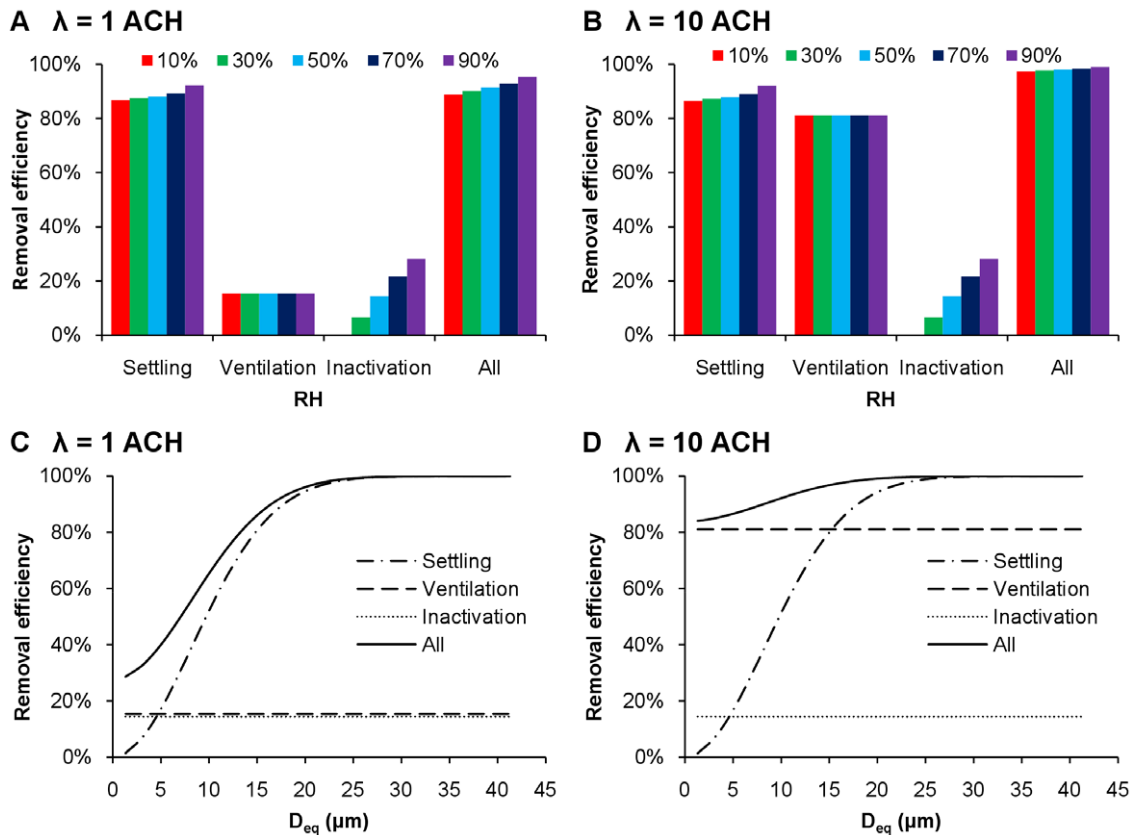 A λ = 1 ACH
10% 30% 50% 70% 90%
100%
80%
60%
40%
20%
0%
Removal efficiency
Settling Ventilation Inactivation All
RH
B λ = 10 ACH
10% 30% 50% 70% 90%
100%
80%
60%
40%
20%
0%
Removal efficiency
Settling Ventilation Inactivation All
RH
C λ = 1 ACH
100%
80%
60%
40%
20%
0%
Removal efficiency
Settling
Ventilation
Inactivation
All
0 5 10 15 20 25 30 35 40 45
Deq (μm)
D λ = 10 ACH
100%
80%
60%
40%
20%
0%
Removal efficiency
Settling
Ventilation
Inactivation
All
0 5 10 15 20 25 30 35 40 45
Deq (μm)